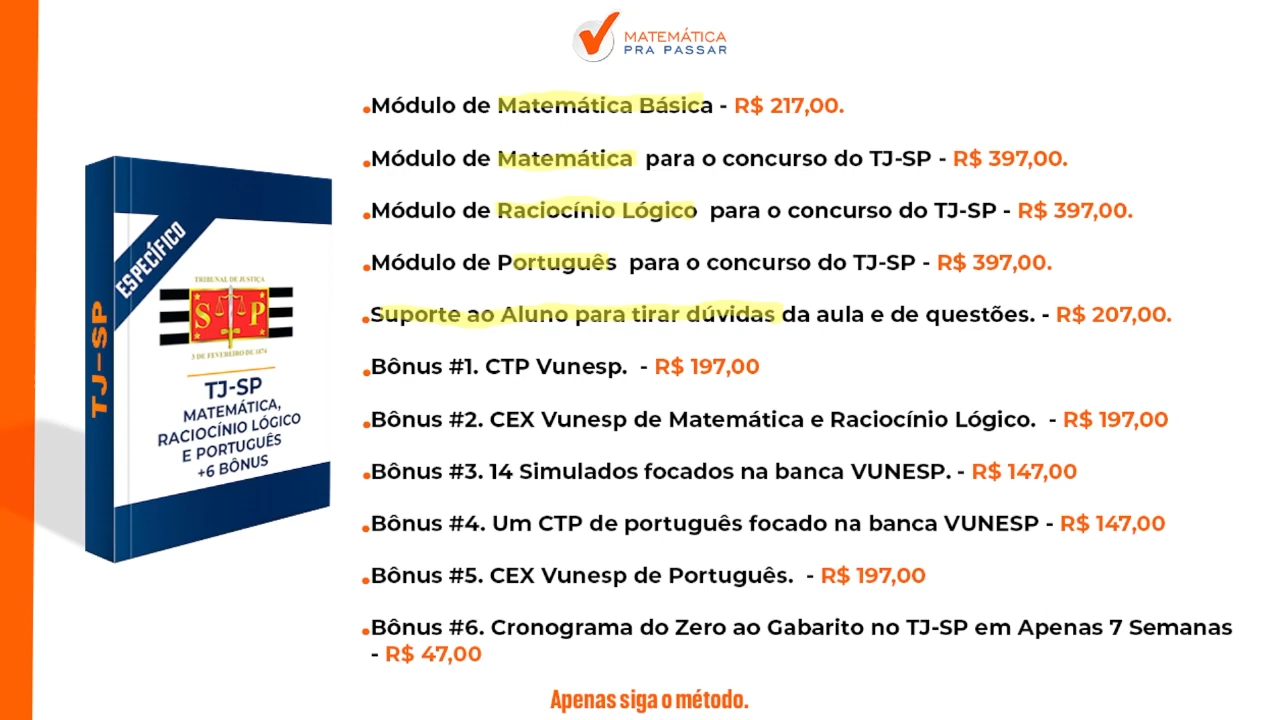 MATEMÁTICA
PRA PASSAR
•Módulo de Matemática Básica - R$ 217,00.
•Módulo de Matemática para o concurso do TJ-SP - R$ 397,00.
•Módulo de Raciocínio Lógico para o concurso do TJ-SP - R$ 397,00.
•Módulo de Português para o concurso do TJ-SP - R$ 397,00.
•Suporte ao Aluno para tirar dúvidas da aula e de questões. - R$ 207,00.
•Bônus #1. CTP Vunesp. - R$ 197,00
•Bônus #2. CEX Vunesp de Matemática e Raciocínio Lógico. - R$ 197,00
•Bônus #3. 14 Simulados focados na banca VUNESP. - R$ 147,00
•Bônus #4. Um CTP de português focado na banca VUNESP - R$ 147,00
•Bônus #5. CEX Vunesp de Português. - R$ 197,00
•Bônus #6. Cronograma do Zero ao Gabarito no TJ-SP em Apenas 7 Semanas
- R$ 47,00
TJ-SP
ESPECÍFICO
TRIBUNAL DE JUSTIÇA
S P
3 DE FEVEREIRO DE 1874
TJ-SP
MATEMÁTICA,
RACIOCÍNIO LÓGICO
E PORTUGUÊS
+6 BÔNUS
Apenas siga o método.